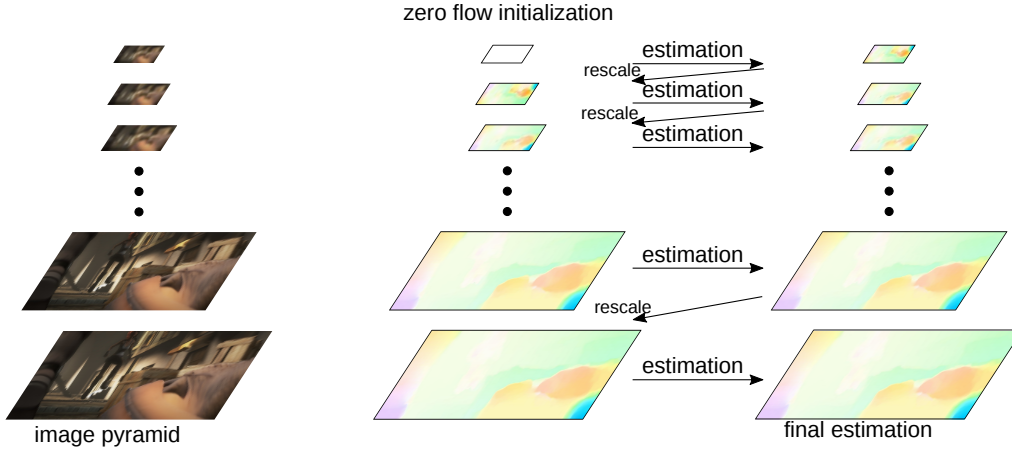 zero flow initialization
estimation
rescale
estimation
rescale
estimation
estimation
rescale
estimation
image pyramid
final estimation